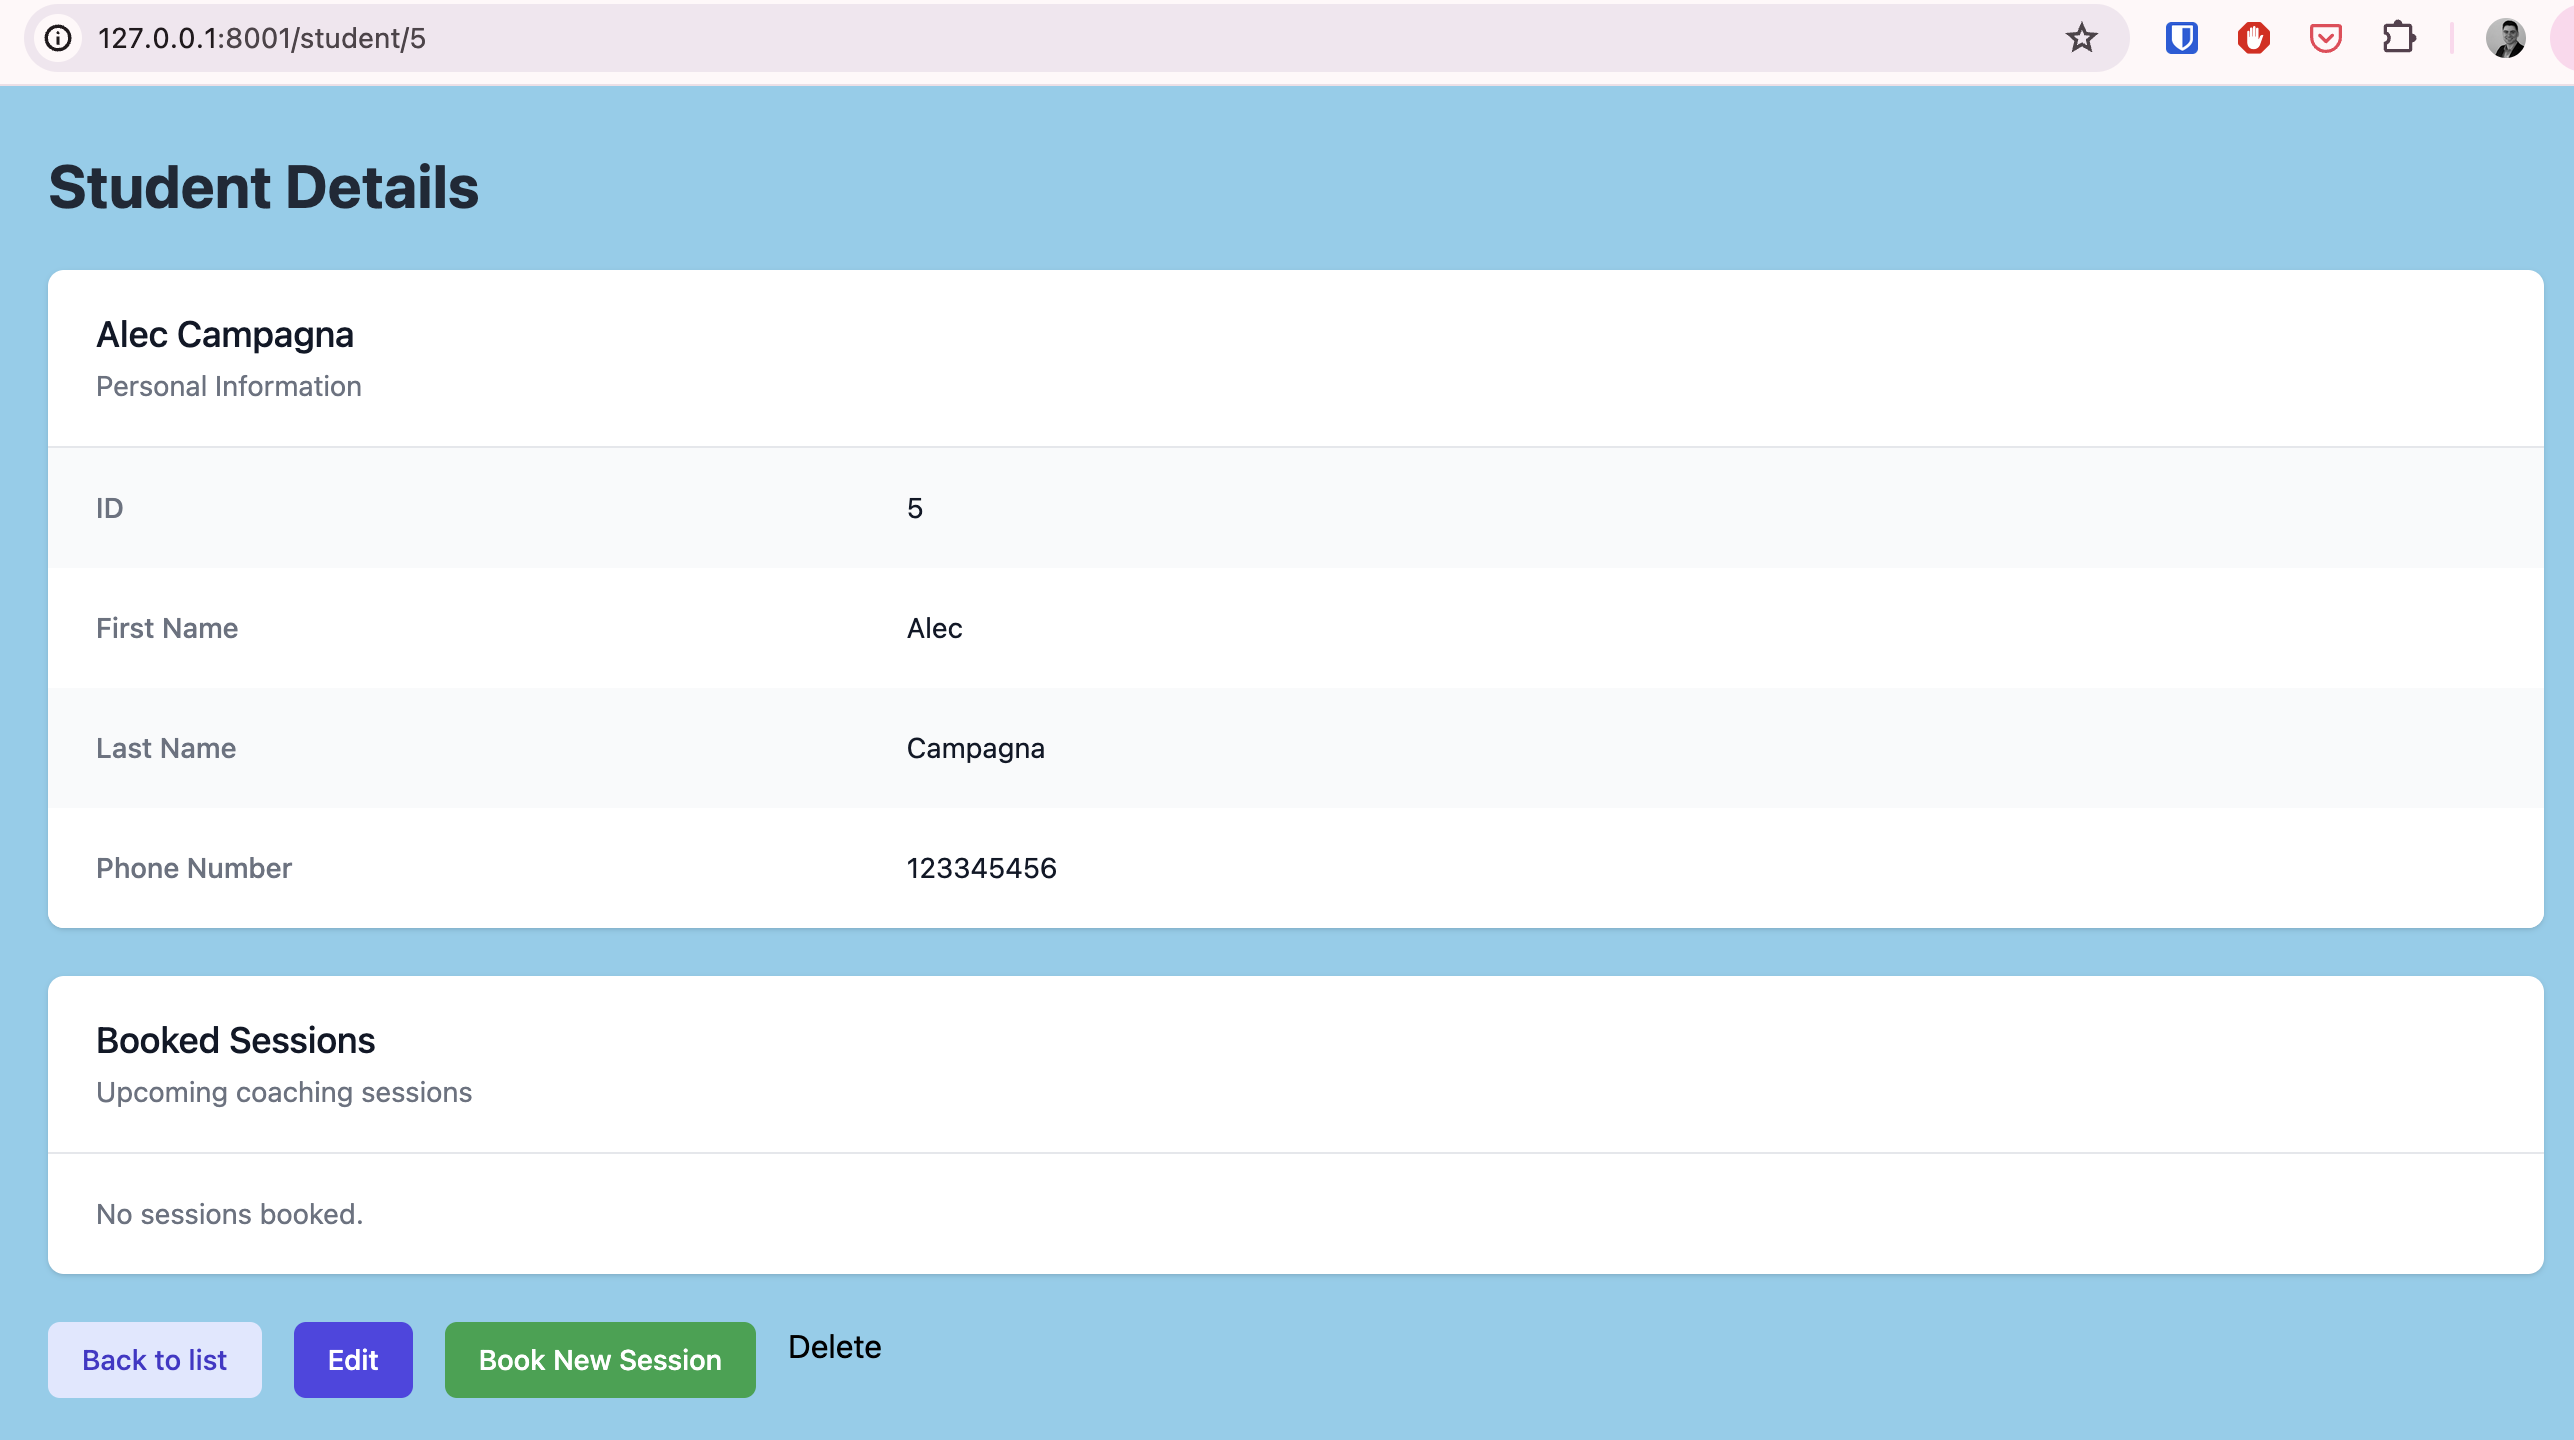 127.0.0.1:8001/student/5
Student Details
Alec Campagna
Personal Information
ID 5
First Name Alec
Last Name Campagna
Phone Number 123345456
Booked Sessions
Upcoming coaching sessions
No sessions booked.
Back to list Edit Book New Session Delete